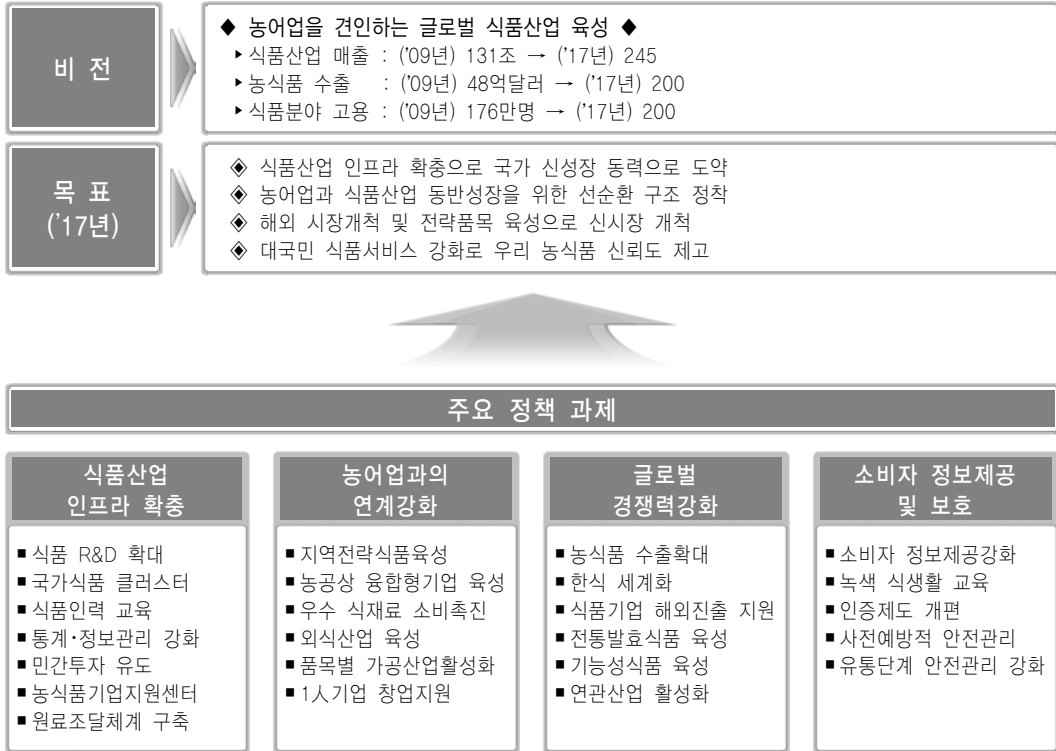 비 전
◆ 농어업을 견인하는 글로벌 식품산업 육성 ◆
▸식품산업 매출 : ('09년) 131조 → ('17년) 245
▸농식품 수출 : ('09년) 48억달러 → ('17년) 200
▸식품분야 고용 : ('09년) 176만명 → ('17년) 200
목 표
('17년)
◈ 식품산업 인프라 확충으로 국가 신성장 동력으로 도약
◈ 농어업과 식품산업 동반성장을 위한 선순환 구조 정착
◈ 해외 시장개척 및 전략품목 육성으로 신시장 개척
◈ 대국민 식품서비스 강화로 우리 농식품 신뢰도 제고
주요 정책 과제
식품산업
인프라 확충
■ 식품 R&D 확대
■ 국가식품 클러스터
■ 식품인력 교육
■ 통계·정보관리 강화
■ 민간투자 유도
■ 농식품기업지원센터
■ 원료조달체계 구축
농어업과의
연계강화
■ 지역전략식품육성
■ 농공상 융합형기업 육성
■ 우수 식재료 소비촉진
■ 외식산업 육성
■ 품목별 가공산업활성화
■ 1人기업 창업지원
글로벌
경쟁력강화
■ 농식품 수출확대
■ 한식 세계화
■ 식품기업 해외진출 지원
■ 전통발효식품 육성
■ 기능성식품 육성
■ 연관산업 활성화
소비자 정보제공
및 보호
■ 소비자 정보제공강화
■ 녹색 식생활 교육
■ 인증제도 개편
■ 사전예방적 안전관리
■ 유통단계 안전관리 강화